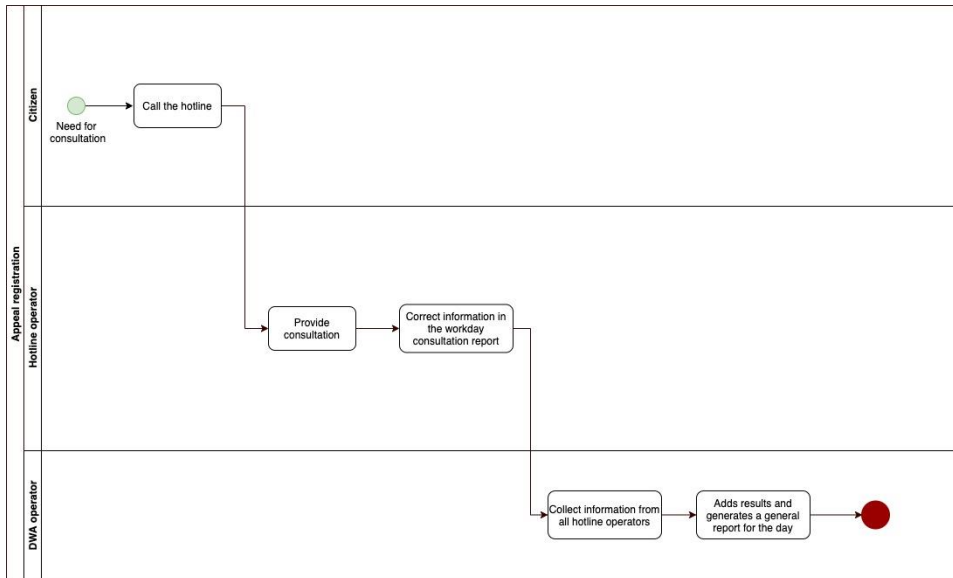 Appeal registration
Citizen
Need for
consultation
Call the hotline
Hotline operator
Provide
consultation
Correct information in
the workday
consultation report
DWA operator
Collect information from
all hotline operators
Adds results and
generates a general
report for the day